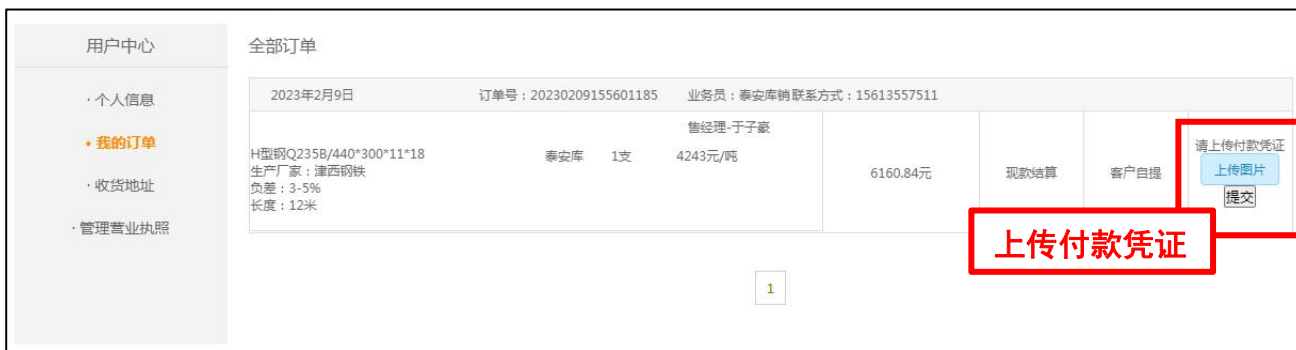 用户中心
·个人信息
·我的订单
·收货地址
·管理营业执照
全部订单
2023年2月9日 订单号：20230209155601185 业务员：泰安库销联系方式：15613557511
售经理-于子豪
H型钢Q235B/440*300*11*18 泰安库 1支 4243元/吨
生产厂家：津西钢铁
负差：3-5%
长度：12米
6160.84元 现款结算 客户自提
请上传付款凭证
上传图片
提交
上传付款凭证
1